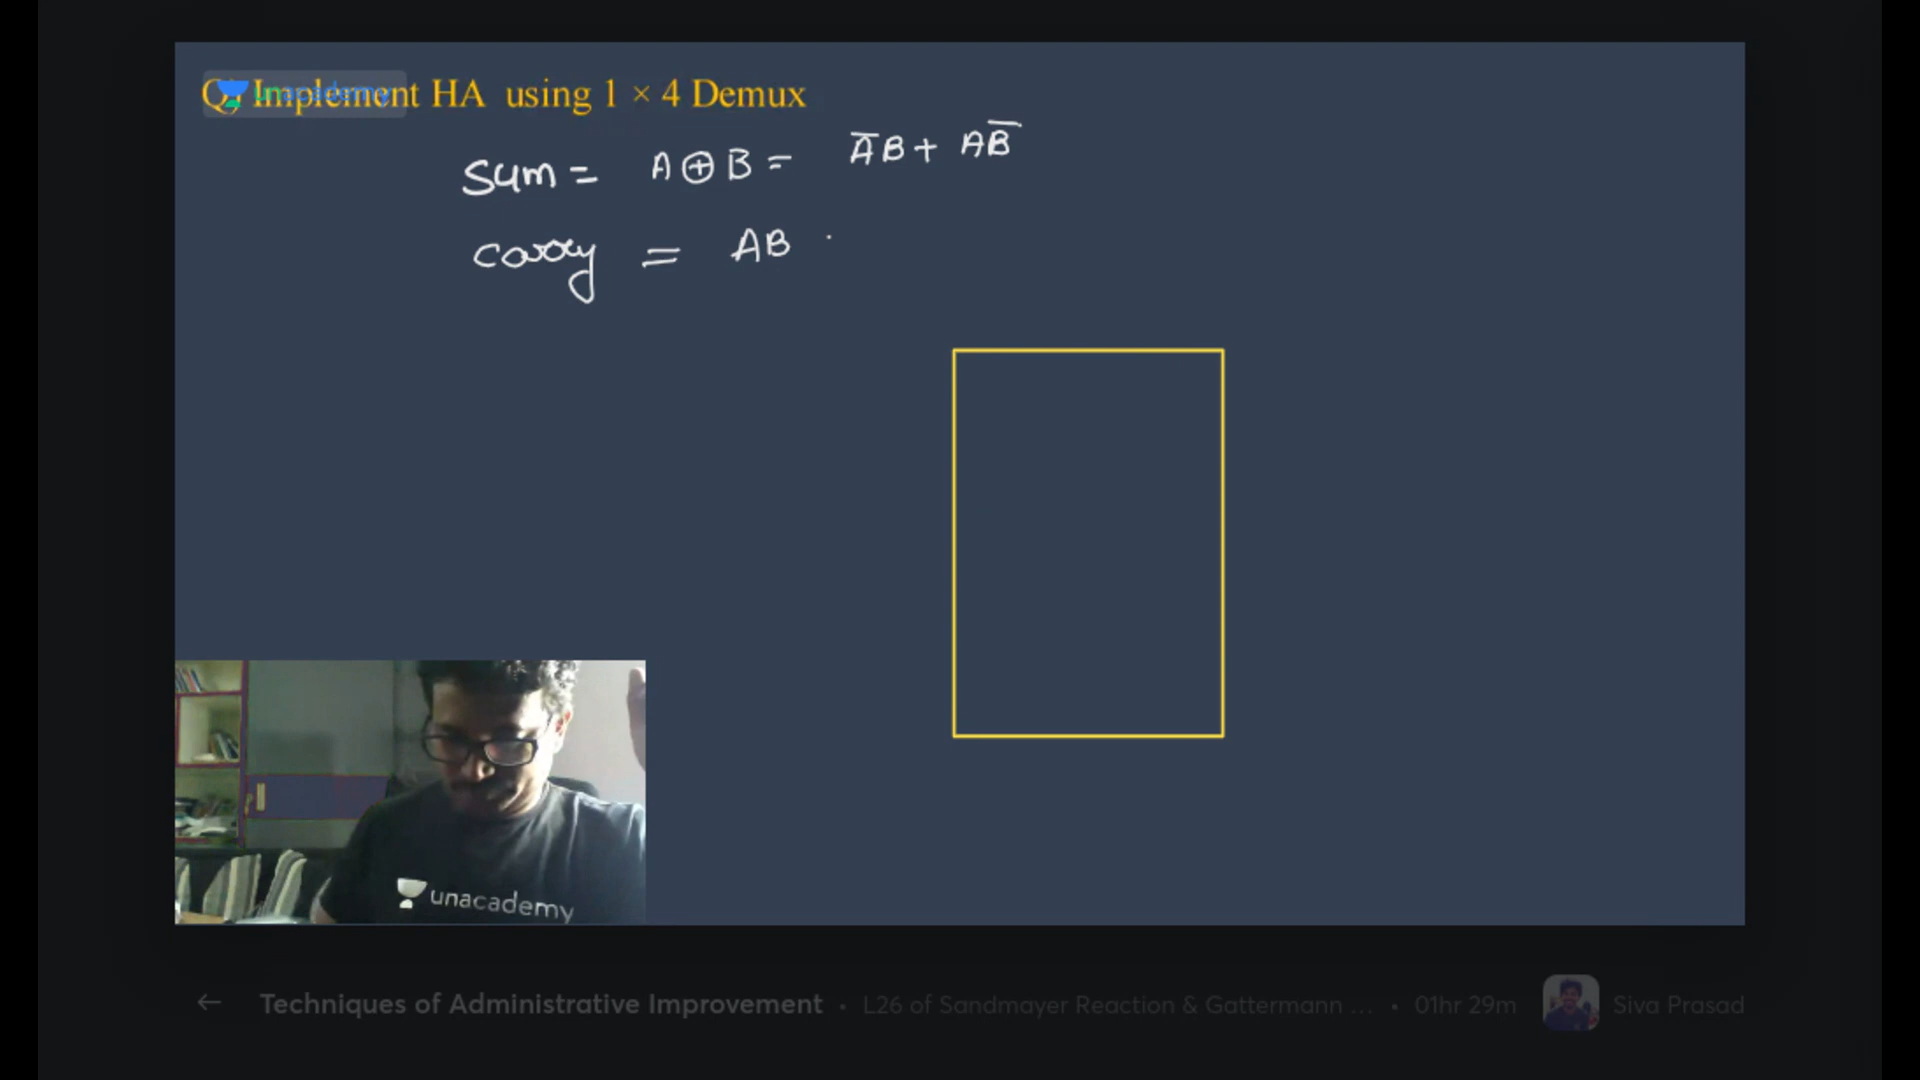 Q) Implement HA using 1 × 4 Demux
unacademy
Sum = A ⊕ B = A̅B + AB̅
carry = AB
unacademy
Techniques of Administrative Improvement • L26 of Sandmayer Reaction & Gattermann ... • 01hr 29m Siva Prasad